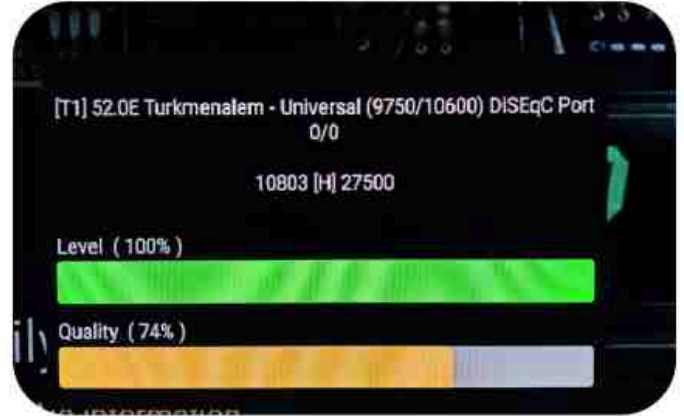 [T1] 52.0E Turkmenalem - Universal (9750/10600) DiSEqC Port
0/0
10803 [H] 27500
Level ( 100% )
Quality ( 74% )